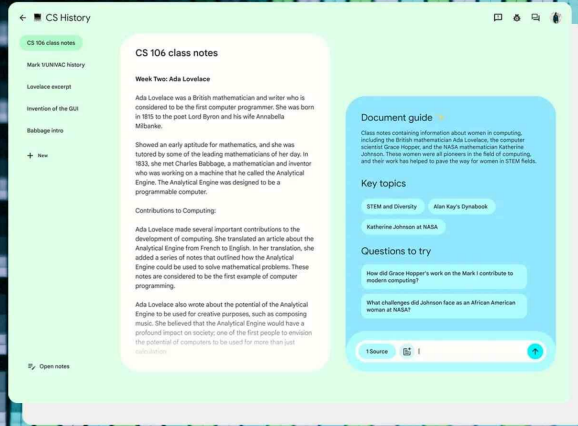 CS History
CS 106 class notes
Mark 1/UNIVAC history
Lovelace excerpt
Invention of the GUI
Babbage intro
New
Open notes
CS 106 class notes
Week Two: Ada Lovelace
Ada Lovelace was a British mathematician and writer who is
considered to be the first computer programmer. She was born
in 1815 to the poet Lord Byron and his wife Annabella
Milbanke.
Showed an early aptitude for mathematics, and she was
tutored by some of the leading mathematicians of her day. In
1833, she met Charles Babbage, a mathematician and inventor
who was working on a machine that he called the Analytical
Engine. The Analytical Engine was designed to be a
programmable computer.
Contributions to Computing:
Ada Lovelace made several important contributions to the
development of computing. She translated an article about the
Analytical Engine from French to English. In her translation, she
added a series of notes that outlined how the Analytical
Engine could be used to solve mathematical problems. These
notes are considered to be the first example of computer
programming.
Ada Lovelace also wrote about the potential of the Analytical
Engine to be used for creative purposes, such as composing
music. She believed that the Analytical Engine would have a
profound impact on society; one of the first people to envision
the potential of computers to be used for more than just
calculation.
Document guide
Class notes containing information about women in computing,
including the British mathematician Ada Lovelace, the computer
scientist Grace Hopper, and the NASA mathematician Katherine
Johnson. These women were all pioneers in the field of computing,
and their work has helped to pave the way for women in STEM fields.
Key topics
STEM and Diversity
Alan Kay's Dynabook
Katherine Johnson at NASA
Questions to try
How did Grace Hopper's work on the Mark I contribute to
modern computing?
What challenges did Johnson face as an African American
woman at NASA?
1 Source